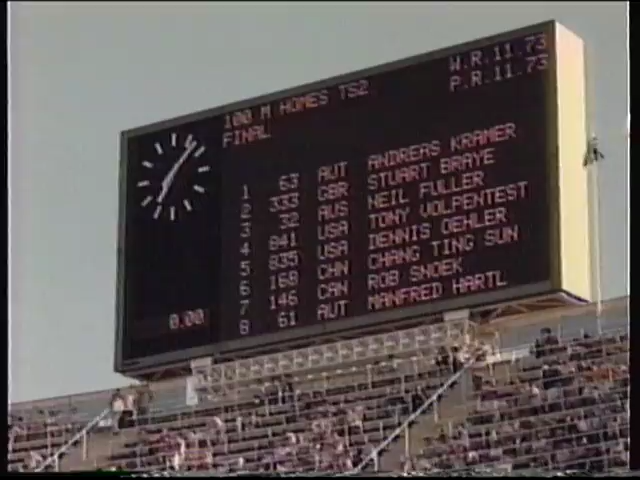 W.R.11.73
100 M HOMES TS2 P.R.11.73
FINAL
1 63 AUT ANDREAS KRAMER
2 333 GBR STUART BRAYE
3 32 AUS NEIL FULLER
4 841 USA TONY VOLPENTEST
5 835 USA DENNIS OEHLER
6 168 CHN CHANG TING SUN
7 146 CAN ROB SNOEK
8 61 AUT MANFRED HARTL
0.00